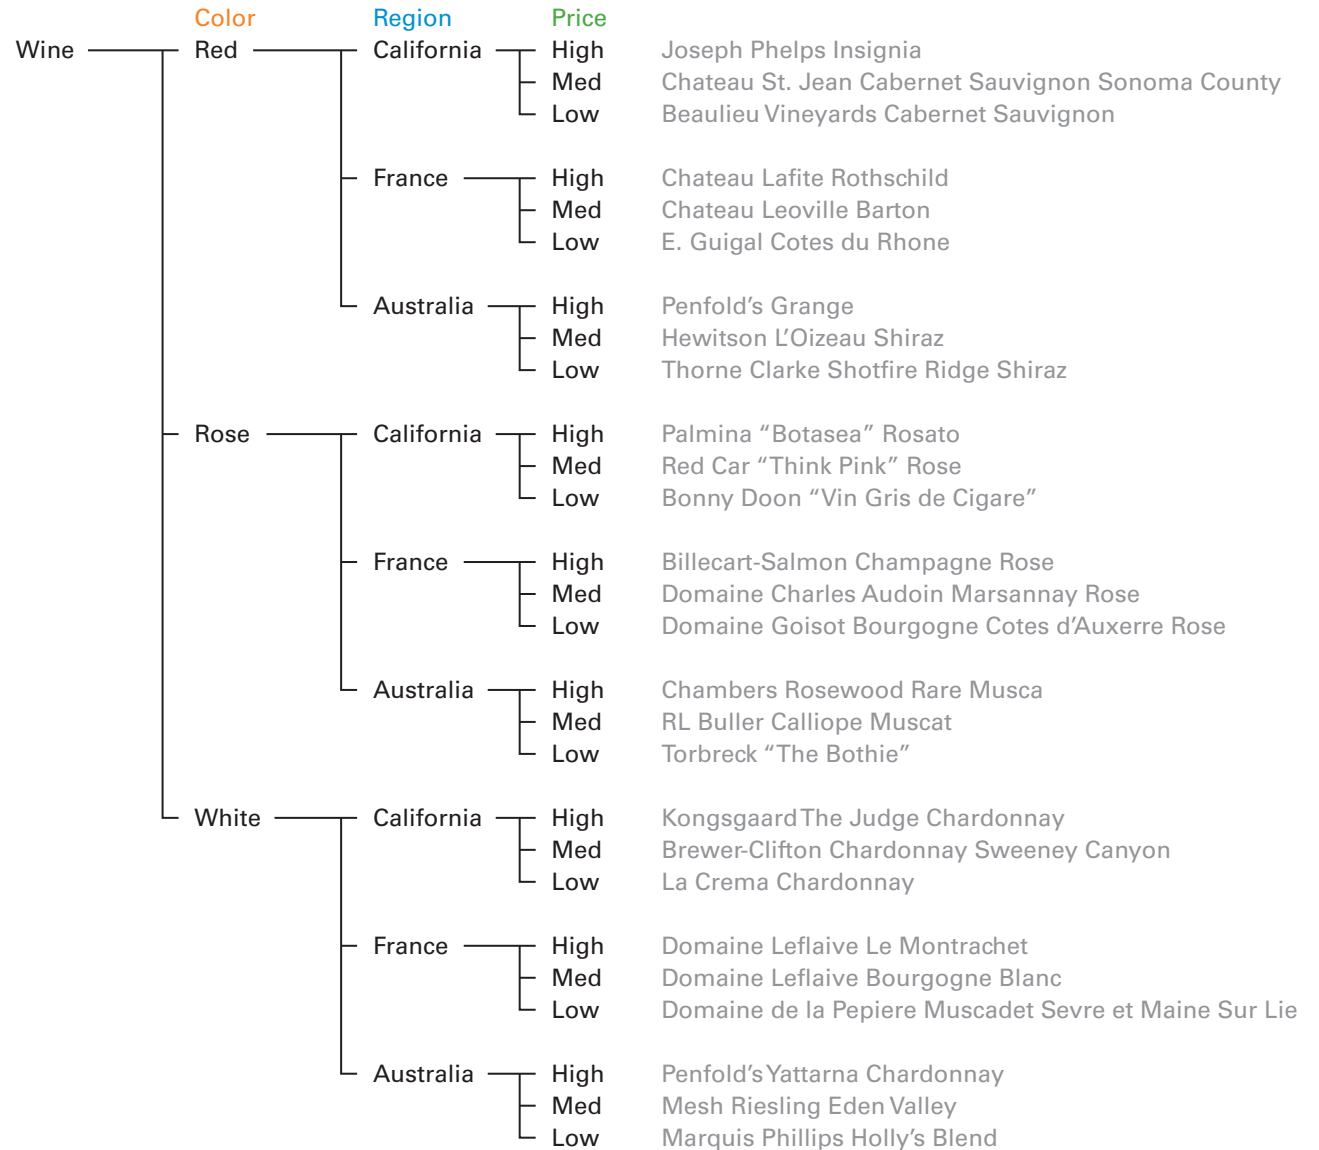 Color Region Price
Wine Red California High Joseph Phelps Insignia
Med Chateau St. Jean Cabernet Sauvignon Sonoma County
Low Beaulieu Vineyards Cabernet Sauvignon
France High Chateau Lafite Rothschild
Med Chateau Leoville Barton
Low E. Guigal Cotes du Rhone
Australia High Penfold’s Grange
Med Hewitson L’Oizeau Shiraz
Low Thorne Clarke Shotfire Ridge Shiraz
Rose California High Palmina “Botasea” Rosato
Med Red Car “Think Pink” Rose
Low Bonny Doon “Vin Gris de Cigare”
France High Billecart-Salmon Champagne Rose
Med Domaine Charles Audoin Marsannay Rose
Low Domaine Goisot Bourgogne Cotes d’Auxerre Rose
Australia High Chambers Rosewood Rare Musca
Med RL Buller Calliope Muscat
Low Torbreck “The Bothie”
White California High Kongsgaard The Judge Chardonnay
Med Brewer-Clifton Chardonnay Sweeney Canyon
Low La Crema Chardonnay
France High Domaine Leflaive Le Montrachet
Med Domaine Leflaive Bourgogne Blanc
Low Domaine de la Pepiere Muscadet Sevre et Maine Sur Lie
Australia High Penfold’s Yattarna Chardonnay
Med Mesh Riesling Eden Valley
Low Marquis Phillips Holly’s Blend